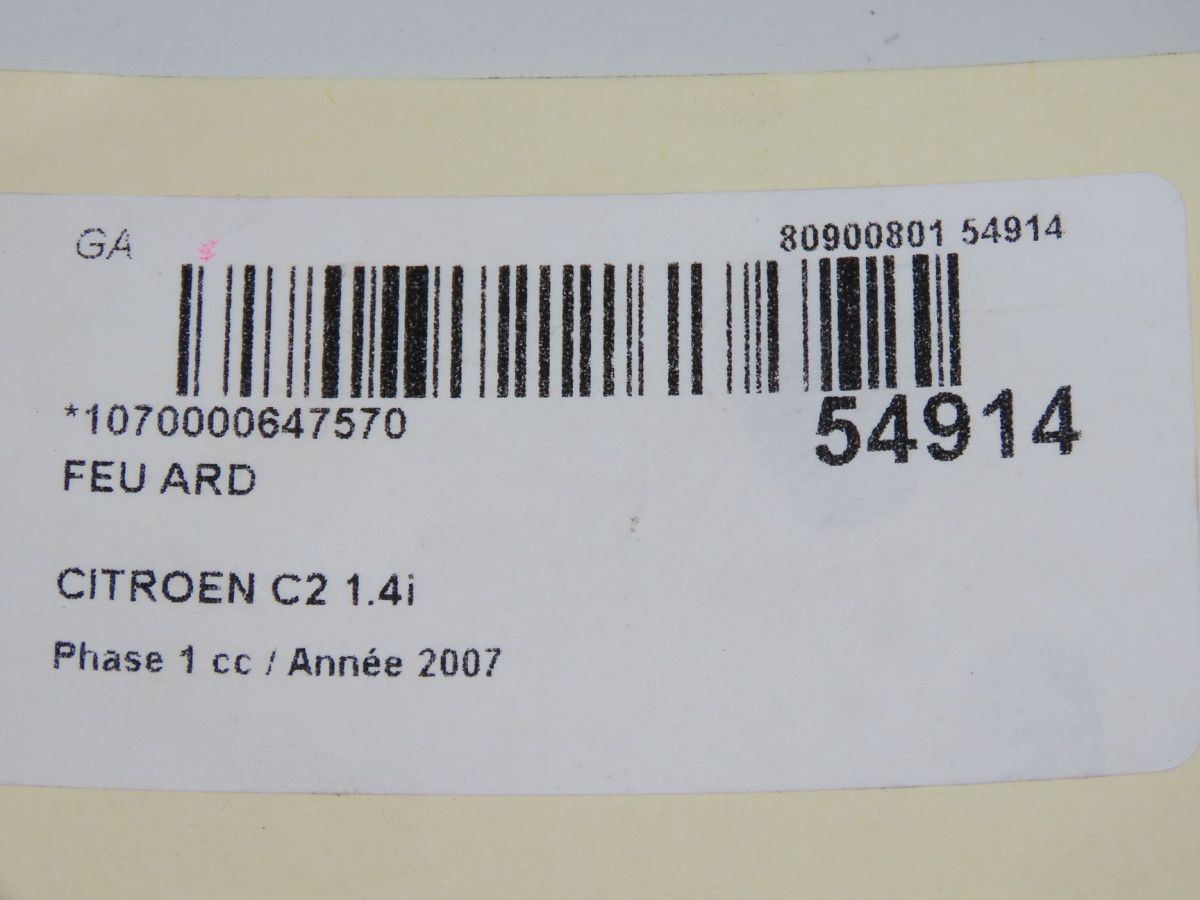 GA
80900801 54914
*1070000647570
54914
FEU ARD
CITROEN C2 1.4i
Phase 1 cc / Année 2007